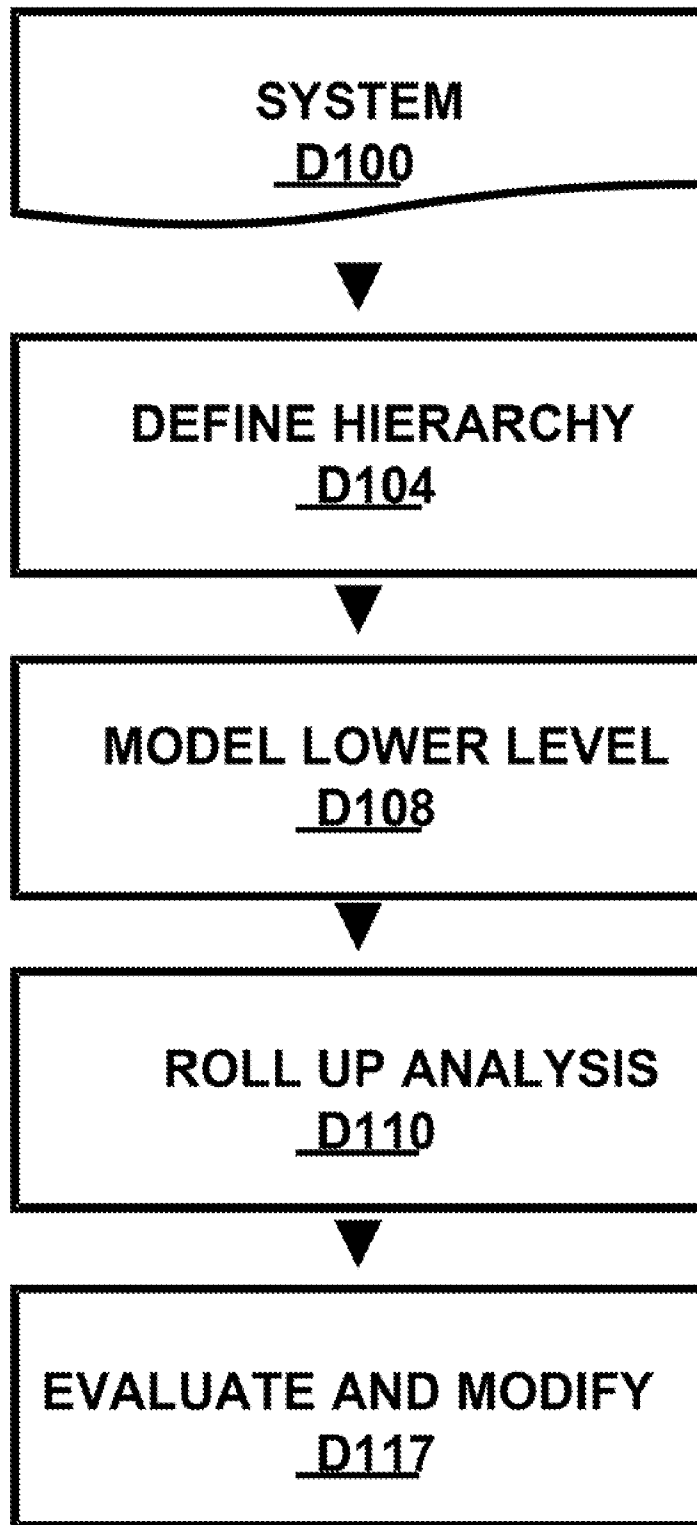 SYSTEM
D100
DEFINE HIERARCHY
D104
MODEL LOWER LEVEL
D108
ROLL UP ANALYSIS
D110
EVALUATE AND MODIFY
D117